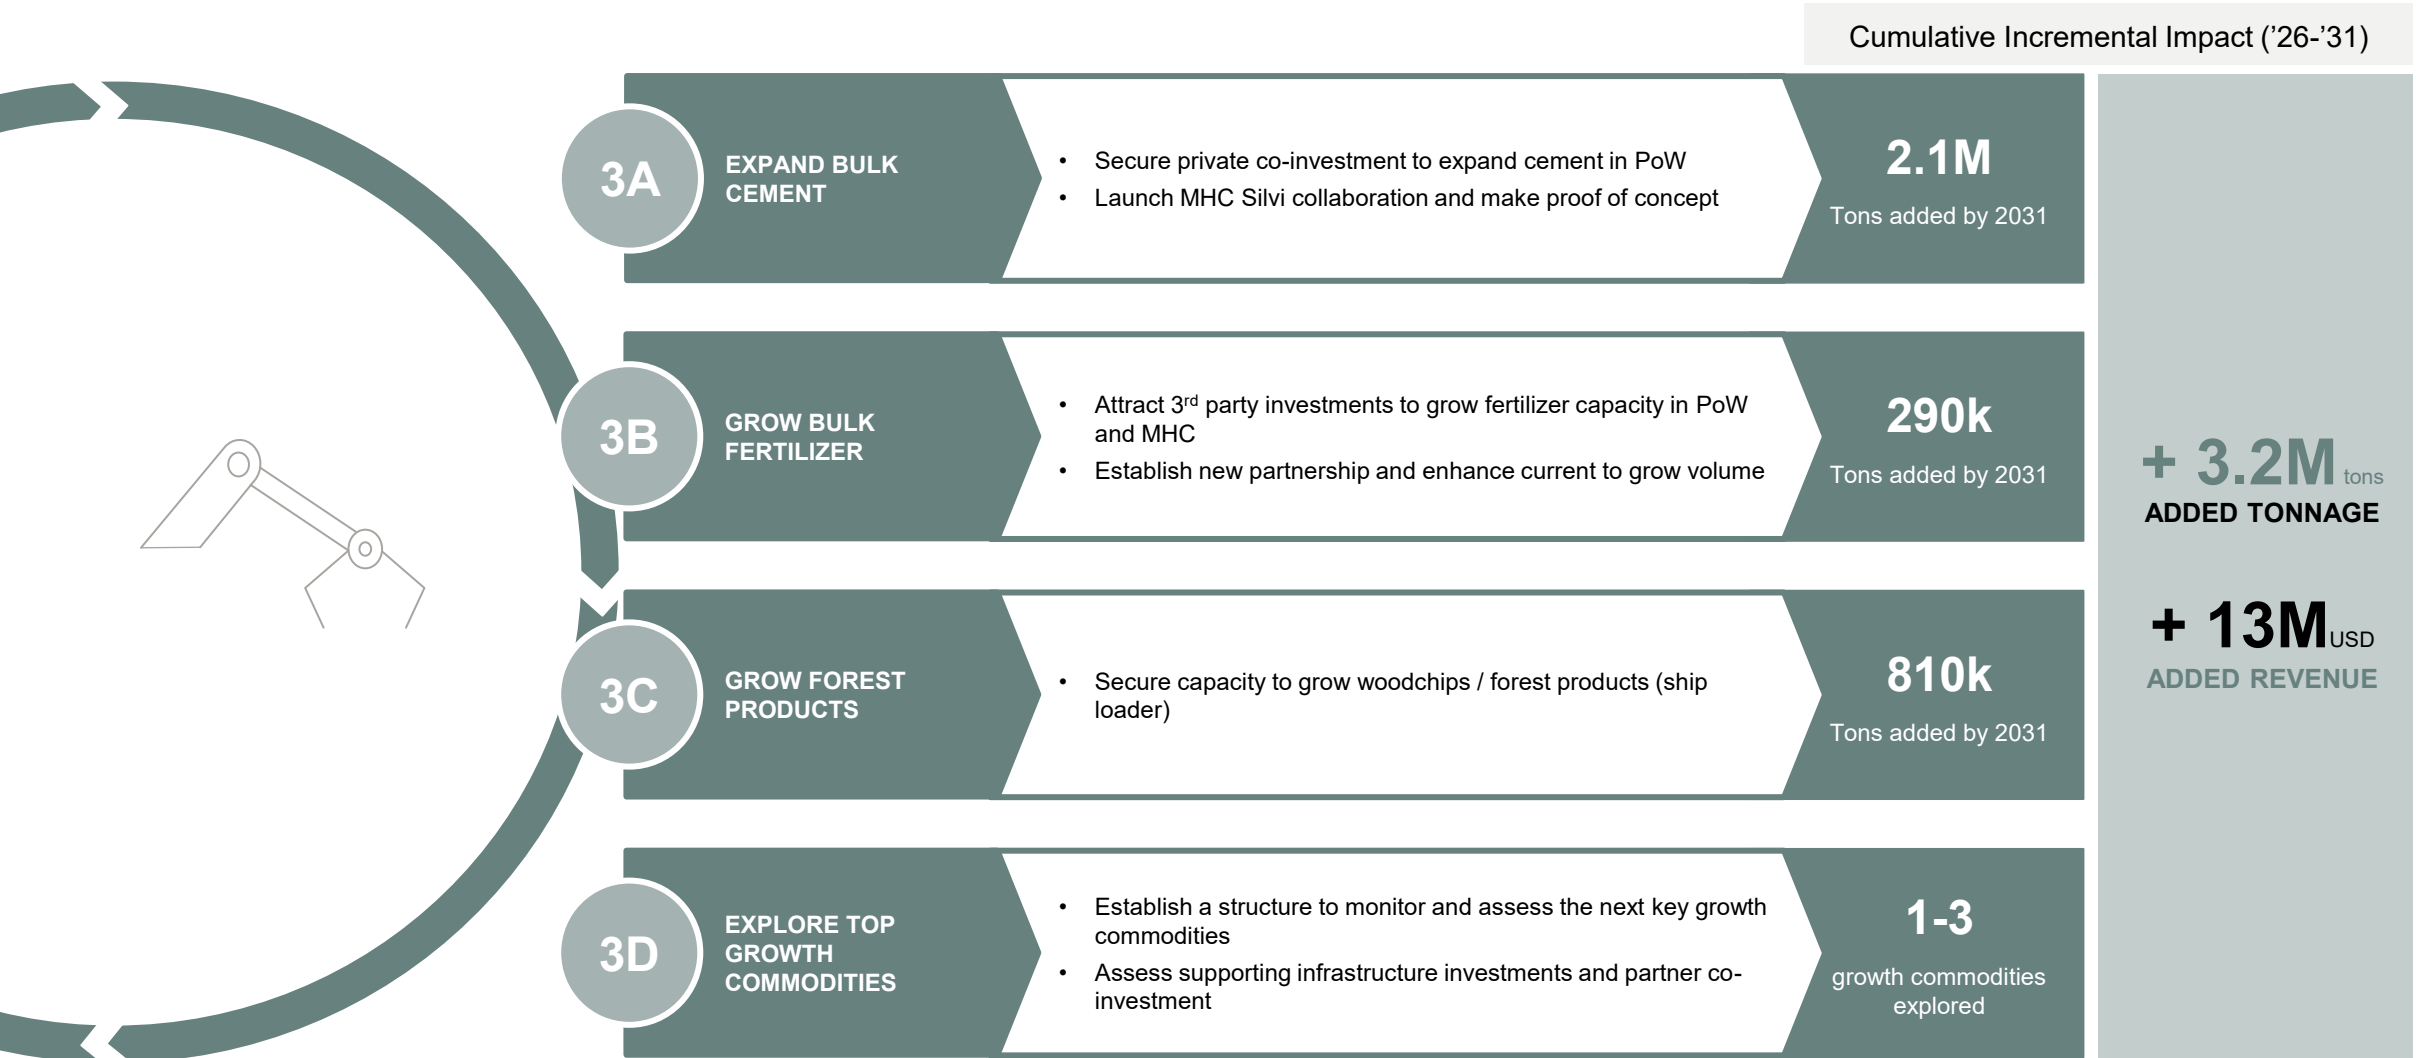 Cumulative Incremental Impact (’26-’31)
3A
EXPAND BULK
CEMENT
• Secure private co-investment to expand cement in PoW
• Launch MHC Silvi collaboration and make proof of concept
2.1M
Tons added by 2031
3B
GROW BULK
FERTILIZER
• Attract 3rd party investments to grow fertilizer capacity in PoW
and MHC
• Establish new partnership and enhance current to grow volume
290k
Tons added by 2031
3C
GROW FOREST
PRODUCTS
• Secure capacity to grow woodchips / forest products (ship
loader)
810k
Tons added by 2031
3D
EXPLORE TOP
GROWTH
COMMODITIES
• Establish a structure to monitor and assess the next key growth
commodities
• Assess supporting infrastructure investments and partner co-
investment
1-3
growth commodities
explored
+ 3.2M tons
ADDED TONNAGE
+ 13M USD
ADDED REVENUE